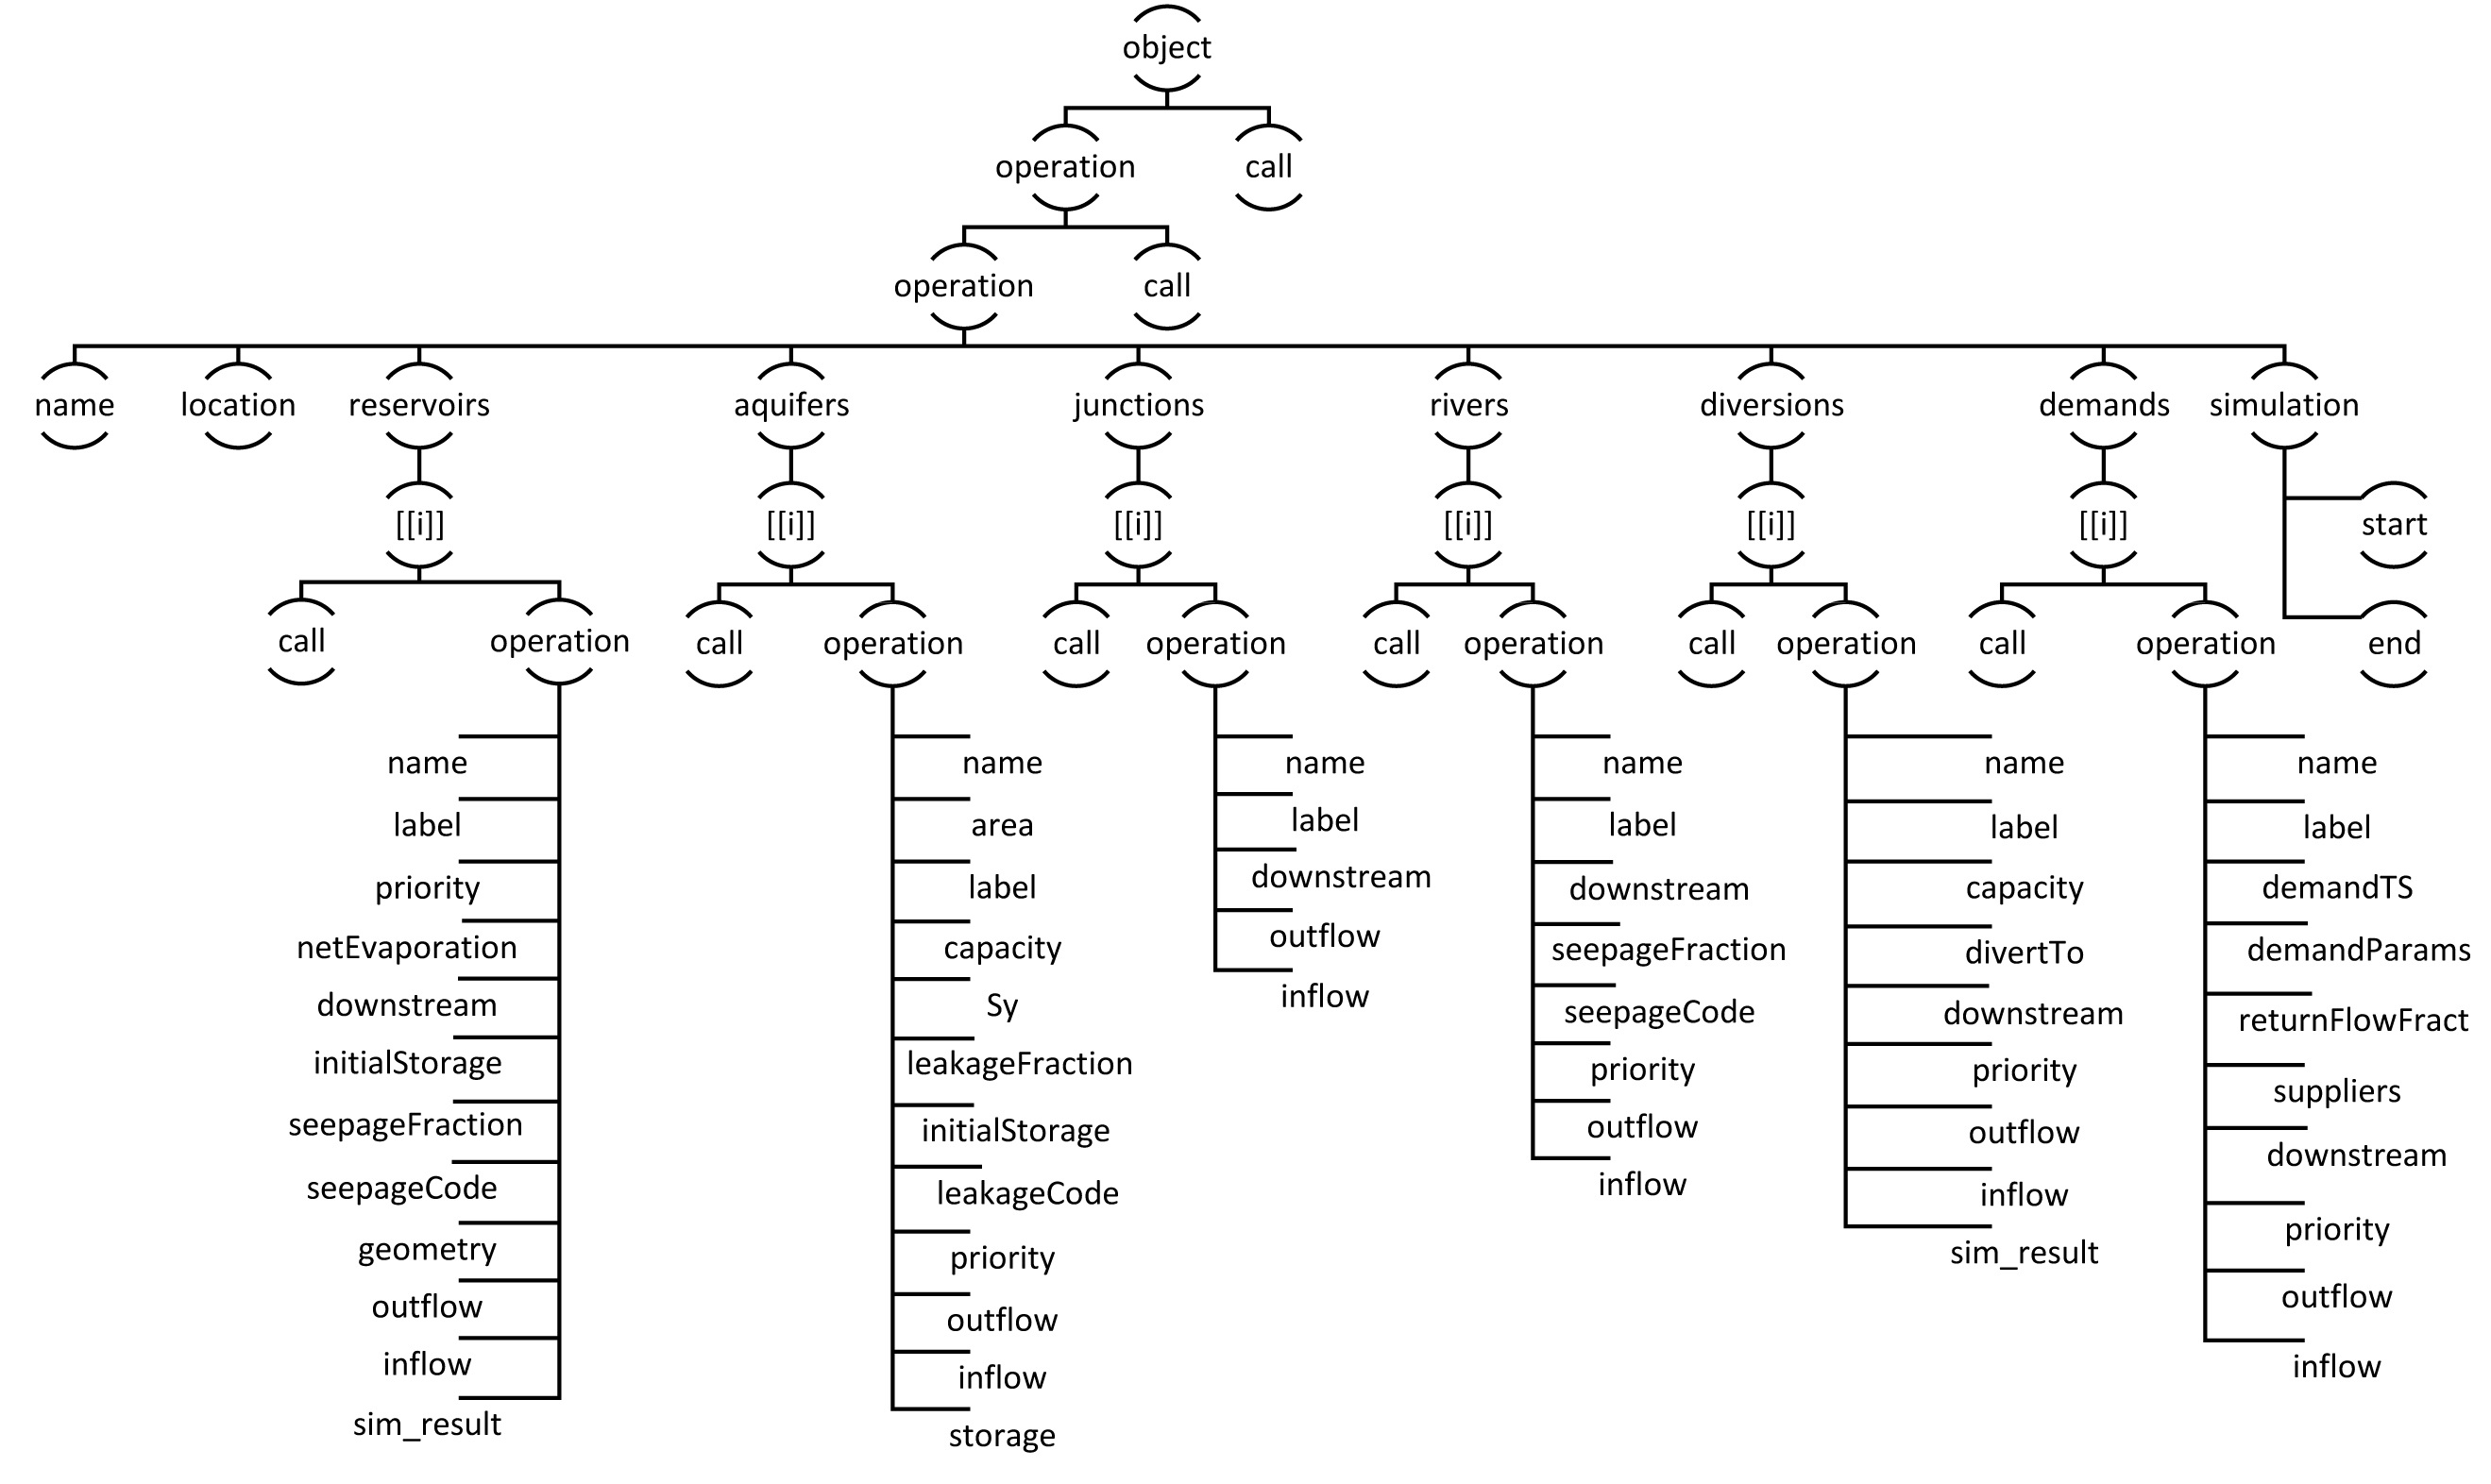 object
operation
call
operation
call
name
location
reservoirs
aquifers
junctions
rivers
diversions
demands
simulation
[[i]]
[[i]]
[[i]]
[[i]]
[[i]]
[[i]]
start
call
operation
call
operation
call
operation
call
operation
call
operation
call
operation
end
name
label
priority
netEvaporation
downstream
initialStorage
seepageFraction
seepageCode
geometry
outflow
inflow
sim_result
name
area
label
capacity
Sy
leakageFraction
initialStorage
leakageCode
priority
outflow
inflow
storage
name
label
downstream
outflow
inflow
name
label
downstream
seepageFraction
seepageCode
priority
outflow
inflow
name
label
capacity
divertTo
downstream
priority
outflow
inflow
sim_result
name
label
demandTS
demandParams
returnFlowFract
suppliers
downstream
priority
outflow
inflow